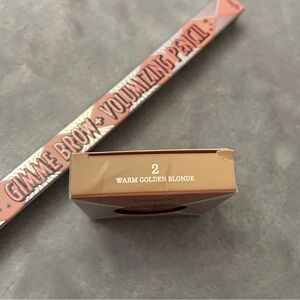 GIMME BROW+ VOLUMIZING PENCIL
2
WARM GOLDEN BLONDE